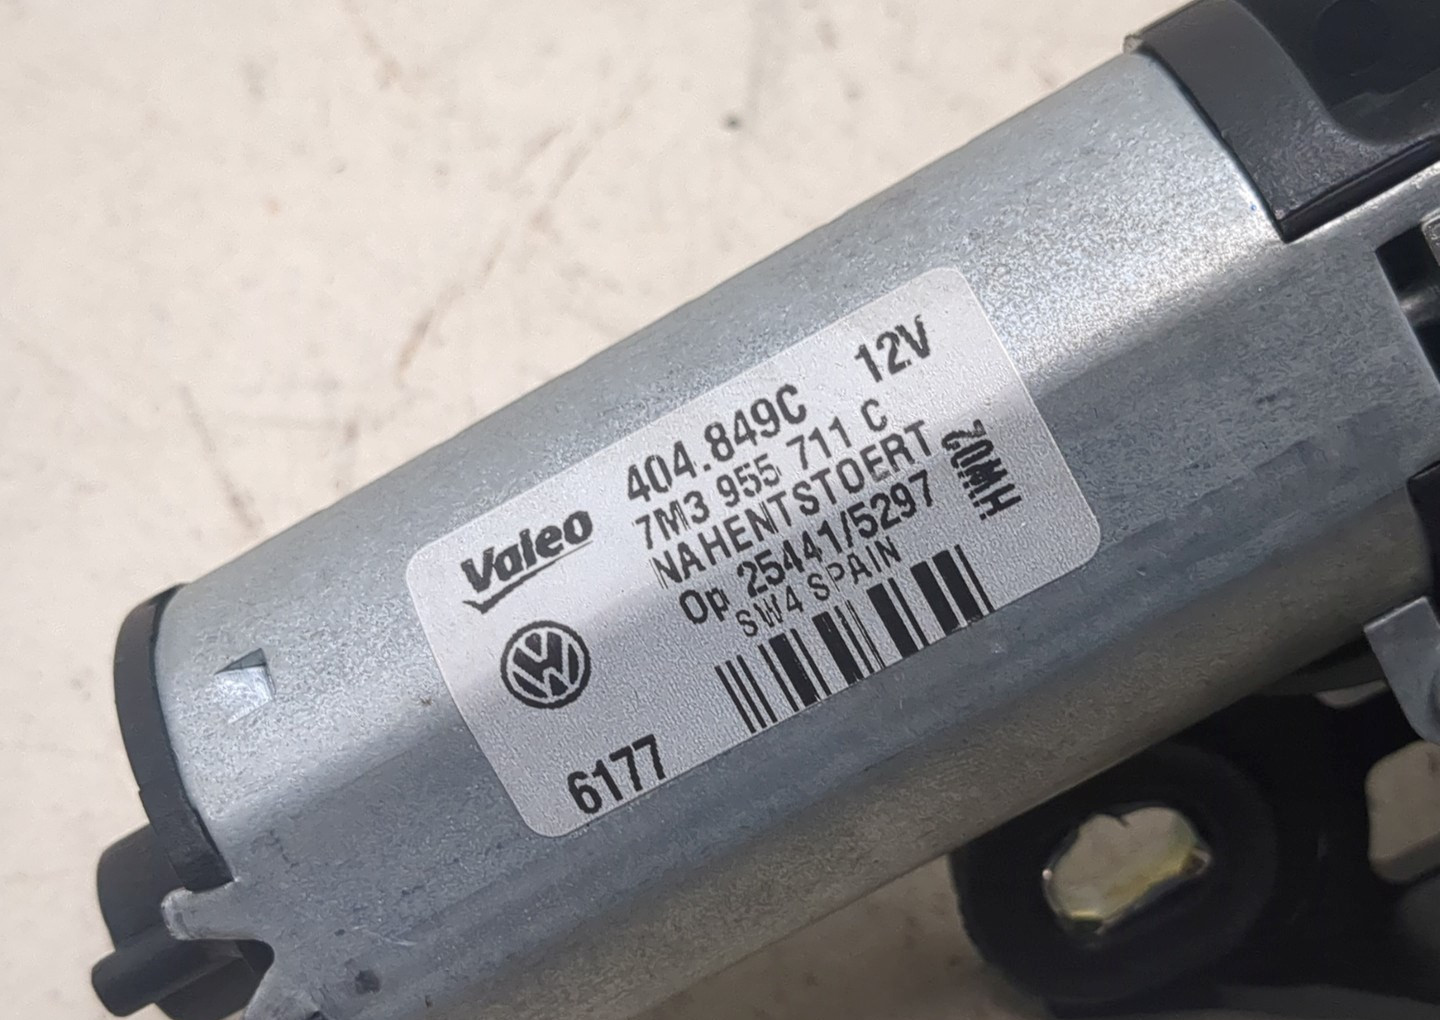 Valeo
404.849C 12V
7M3 955 711 C
NAHENTSTOERT
Op 25441/5297
SW4 SPAIN
HW02
6177